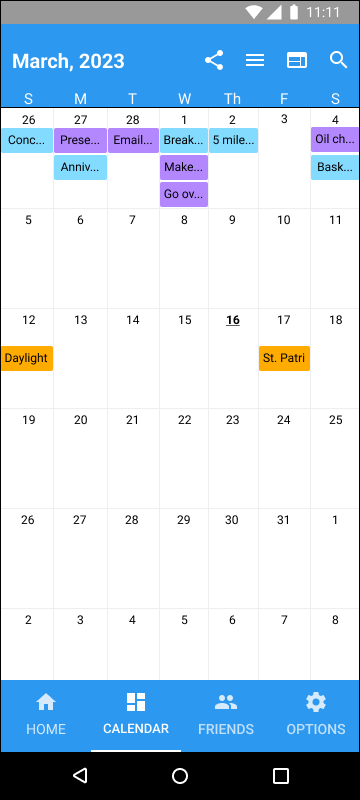 11:11
March, 2023
S M T W Th F S
26 27 28 1 2 3 4
Conc... Prese... Email... Break... 5 mile... Oil ch...
Anniv... Make... Bask...
Go ov...
5 6 7 8 9 10 11
12 13 14 15 16 17 18
Daylight St. Patri
19 20 21 22 23 24 25
26 27 28 29 30 31 1
2 3 4 5 6 7 8
HOME CALENDAR FRIENDS OPTIONS